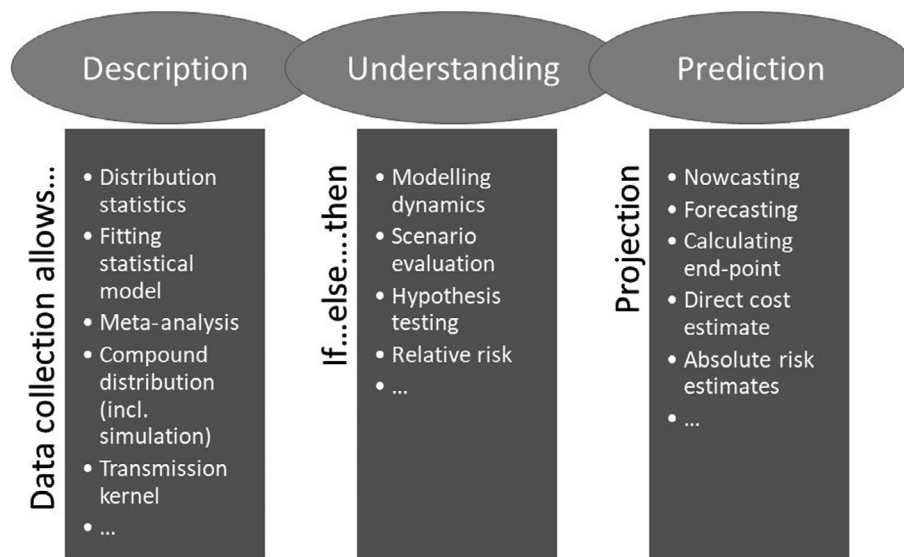 Description
Understanding
Prediction
Data collection allows...
• Distribution
statistics
• Fitting
statistical
model
• Meta-analysis
• Compound
distribution
(incl.
simulation)
• Transmission
kernel
• ...
If...else....then
• Modelling
dynamics
• Scenario
evaluation
• Hypothesis
testing
• Relative risk
• ...
Projection
• Nowcasting
• Forecasting
• Calculating
end-point
• Direct cost
estimate
• Absolute risk
estimates
• ...